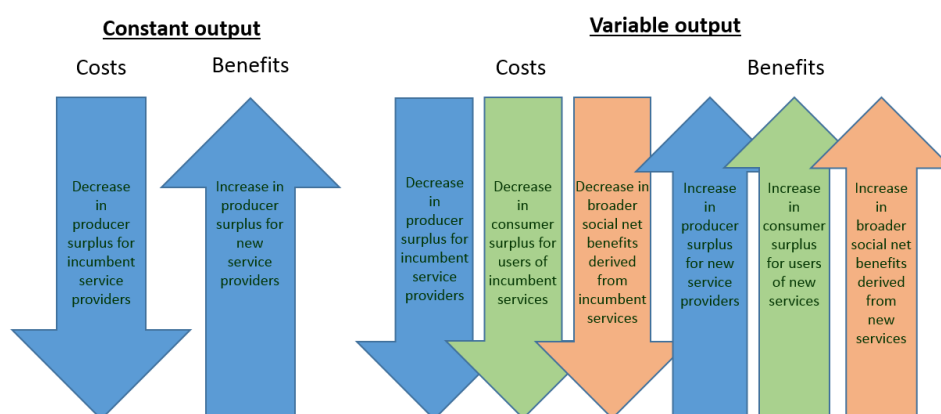 Constant output
Costs
Benefits
Decrease
in
producer
surplus for
incumbent
service
providers
Increase in
producer
surplus for
new
service
providers
Variable output
Costs
Benefits
Decrease
in
producer
surplus for
incumbent
service
providers
Decrease
in
consumer
surplus for
users of
incumbent
services
Decrease in
broader
social net
benefits
derived
from
incumbent
services
Increase in
producer
surplus
for new
service
providers
Increase
in
consumer
surplus
for users
of new
services
Increase in
broader
social net
benefits
derived
from
new
services